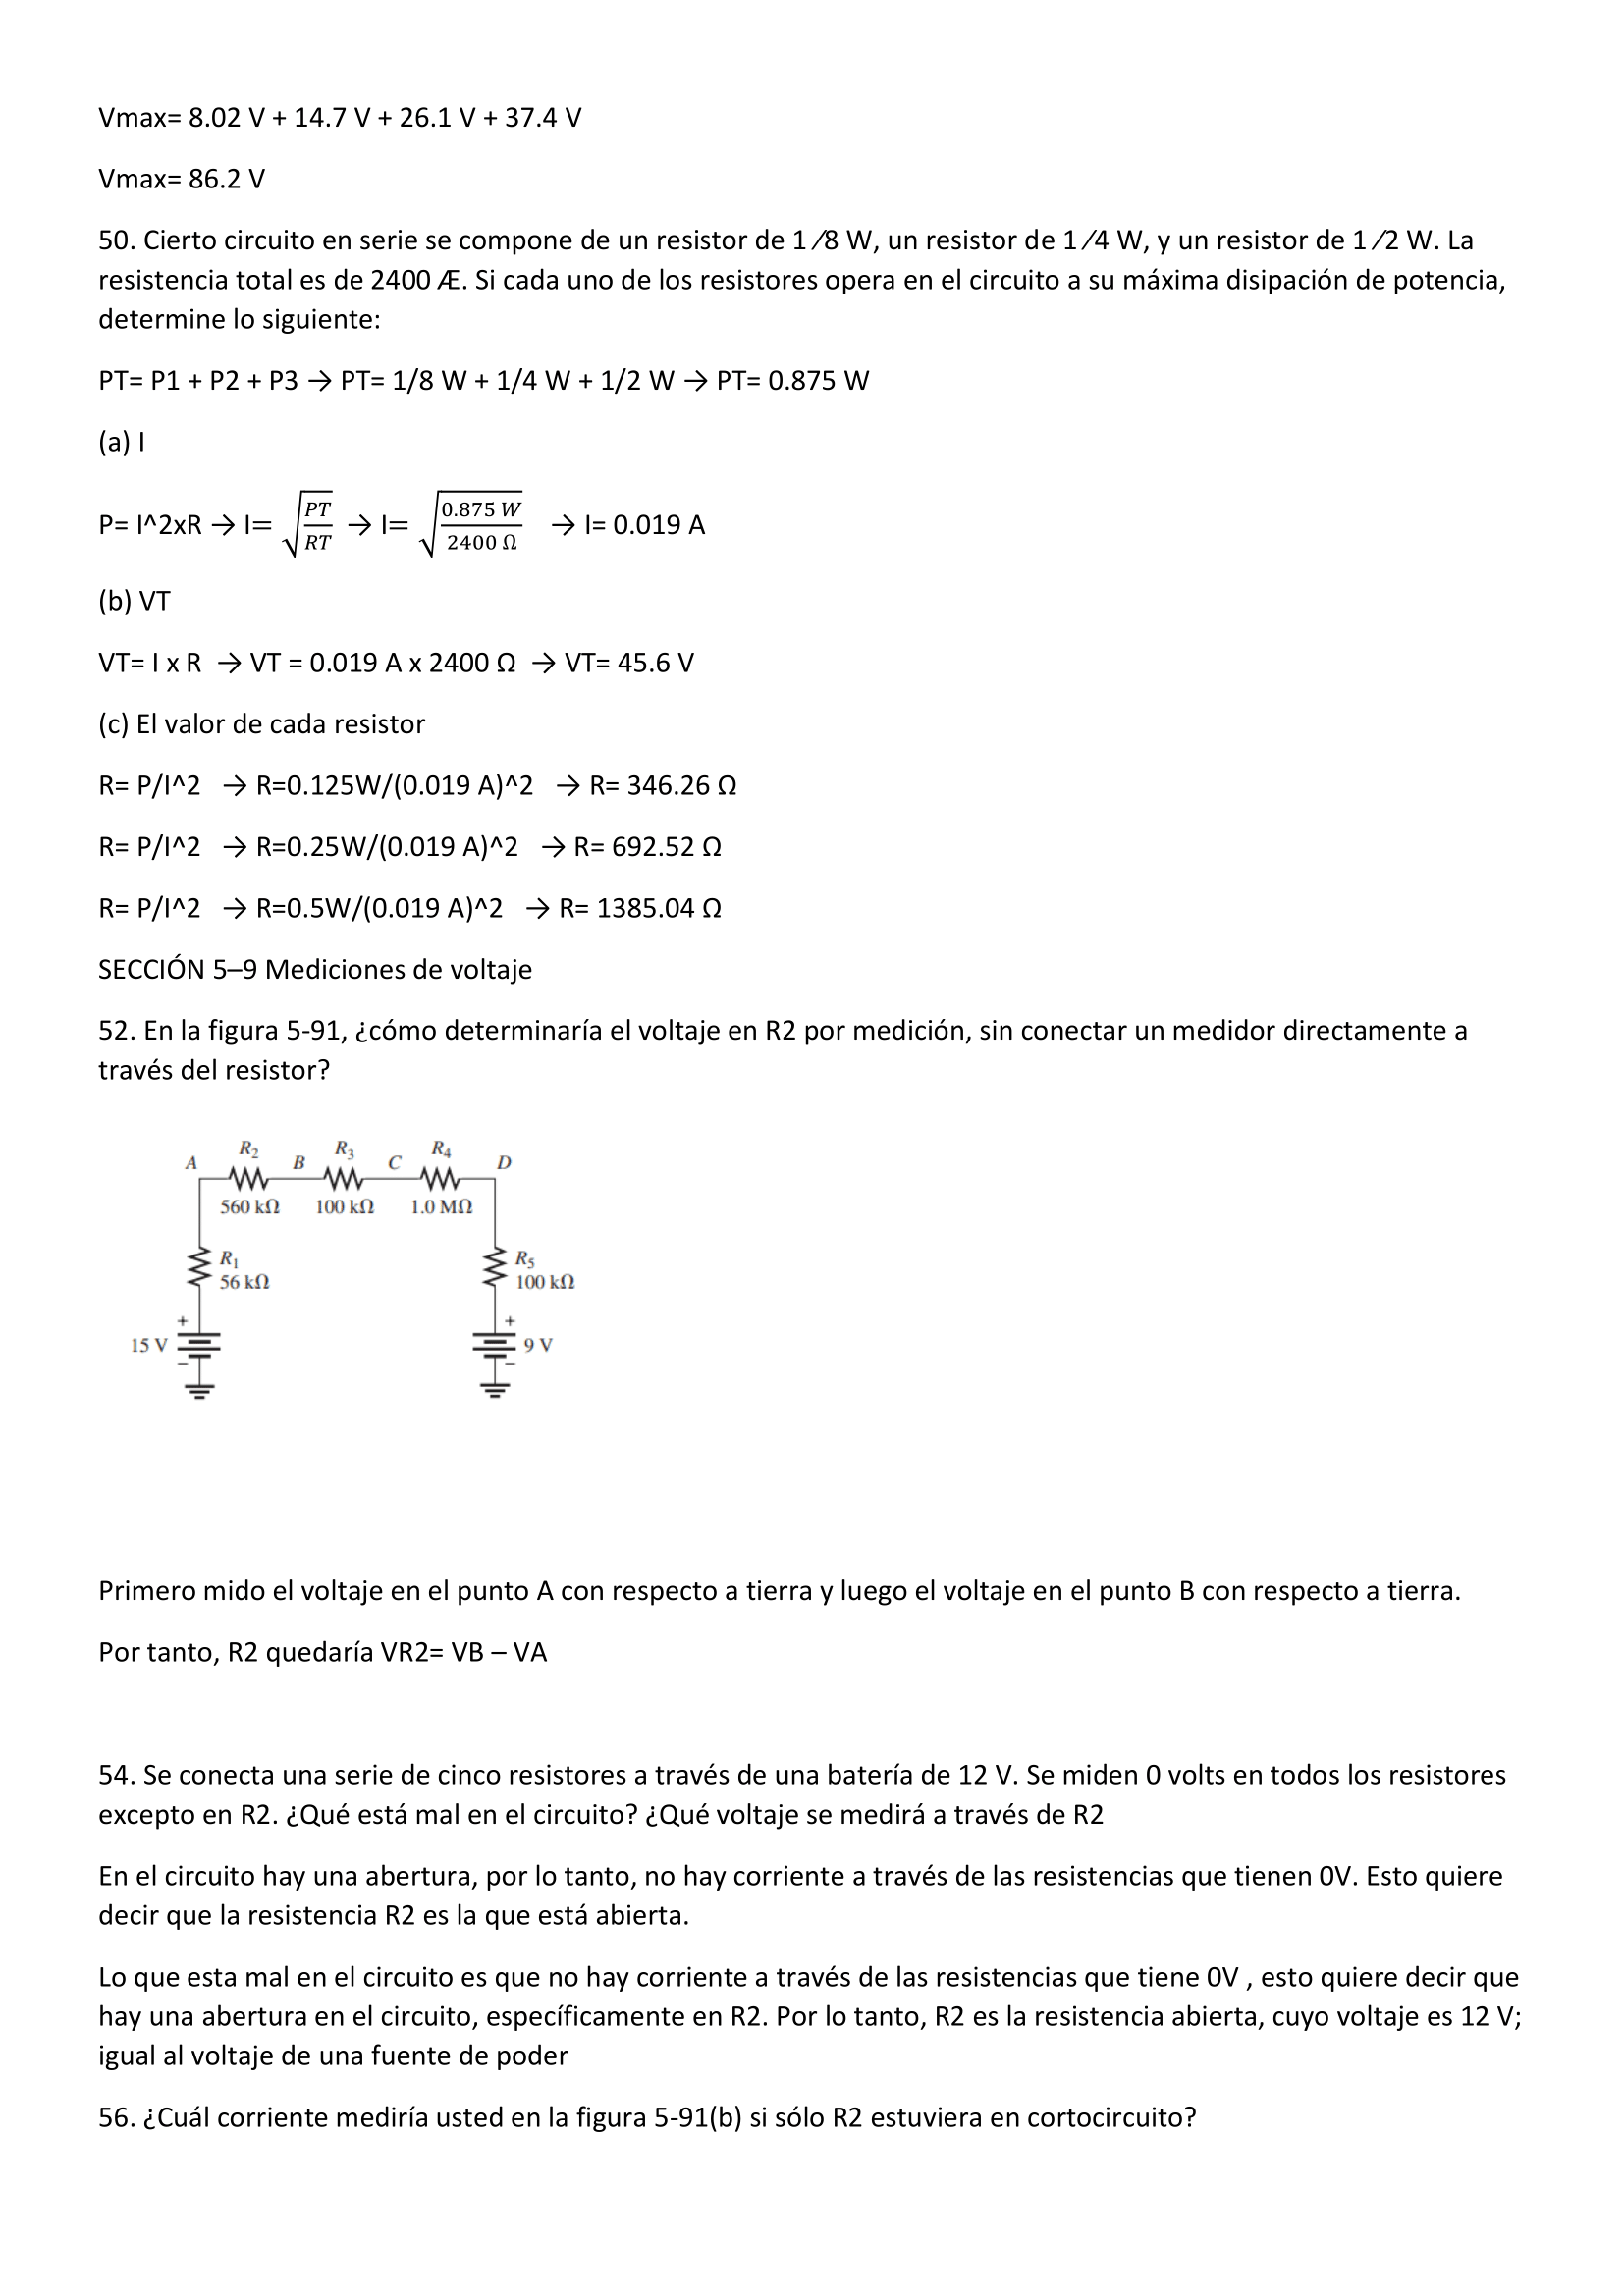 Vmax= 8.02 V + 14.7 V + 26.1 V + 37.4 V
Vmax= 86.2 V
50. Cierto circuito en serie se compone de un resistor de 1 ⁄8 W, un resistor de 1 ⁄4 W, y un resistor de 1 ⁄2 W. La
resistencia total es de 2400 Æ. Si cada uno de los resistores opera en el circuito a su máxima disipación de potencia,
determine lo siguiente:
PT= P1 + P2 + P3 → PT= 1/8 W + 1/4 W + 1/2 W → PT= 0.875 W
(a) I
P= I^2xR → I= √(PT/RT) → I= √(0.875 W/2400 Ω) → I= 0.019 A
(b) VT
VT= I x R → VT = 0.019 A x 2400 Ω → VT= 45.6 V
(c) El valor de cada resistor
R= P/I^2 → R=0.125W/(0.019 A)^2 → R= 346.26 Ω
R= P/I^2 → R=0.25W/(0.019 A)^2 → R= 692.52 Ω
R= P/I^2 → R=0.5W/(0.019 A)^2 → R= 1385.04 Ω
SECCIÓN 5–9 Mediciones de voltaje
52. En la figura 5-91, ¿cómo determinaría el voltaje en R2 por medición, sin conectar un medidor directamente a
través del resistor?
A R2 B R3 C R4 D
560 kΩ 100 kΩ 1.0 MΩ
R1 R5
56 kΩ 100 kΩ
+ +
15 V 9 V
– –
Primero mido el voltaje en el punto A con respecto a tierra y luego el voltaje en el punto B con respecto a tierra.
Por tanto, R2 quedaría VR2= VB – VA
54. Se conecta una serie de cinco resistores a través de una batería de 12 V. Se miden 0 volts en todos los resistores
excepto en R2. ¿Qué está mal en el circuito? ¿Qué voltaje se medirá a través de R2
En el circuito hay una abertura, por lo tanto, no hay corriente a través de las resistencias que tienen 0V. Esto quiere
decir que la resistencia R2 es la que está abierta.
Lo que esta mal en el circuito es que no hay corriente a través de las resistencias que tiene 0V , esto quiere decir que
hay una abertura en el circuito, específicamente en R2. Por lo tanto, R2 es la resistencia abierta, cuyo voltaje es 12 V;
igual al voltaje de una fuente de poder
56. ¿Cuál corriente mediría usted en la figura 5-91(b) si sólo R2 estuviera en cortocircuito?